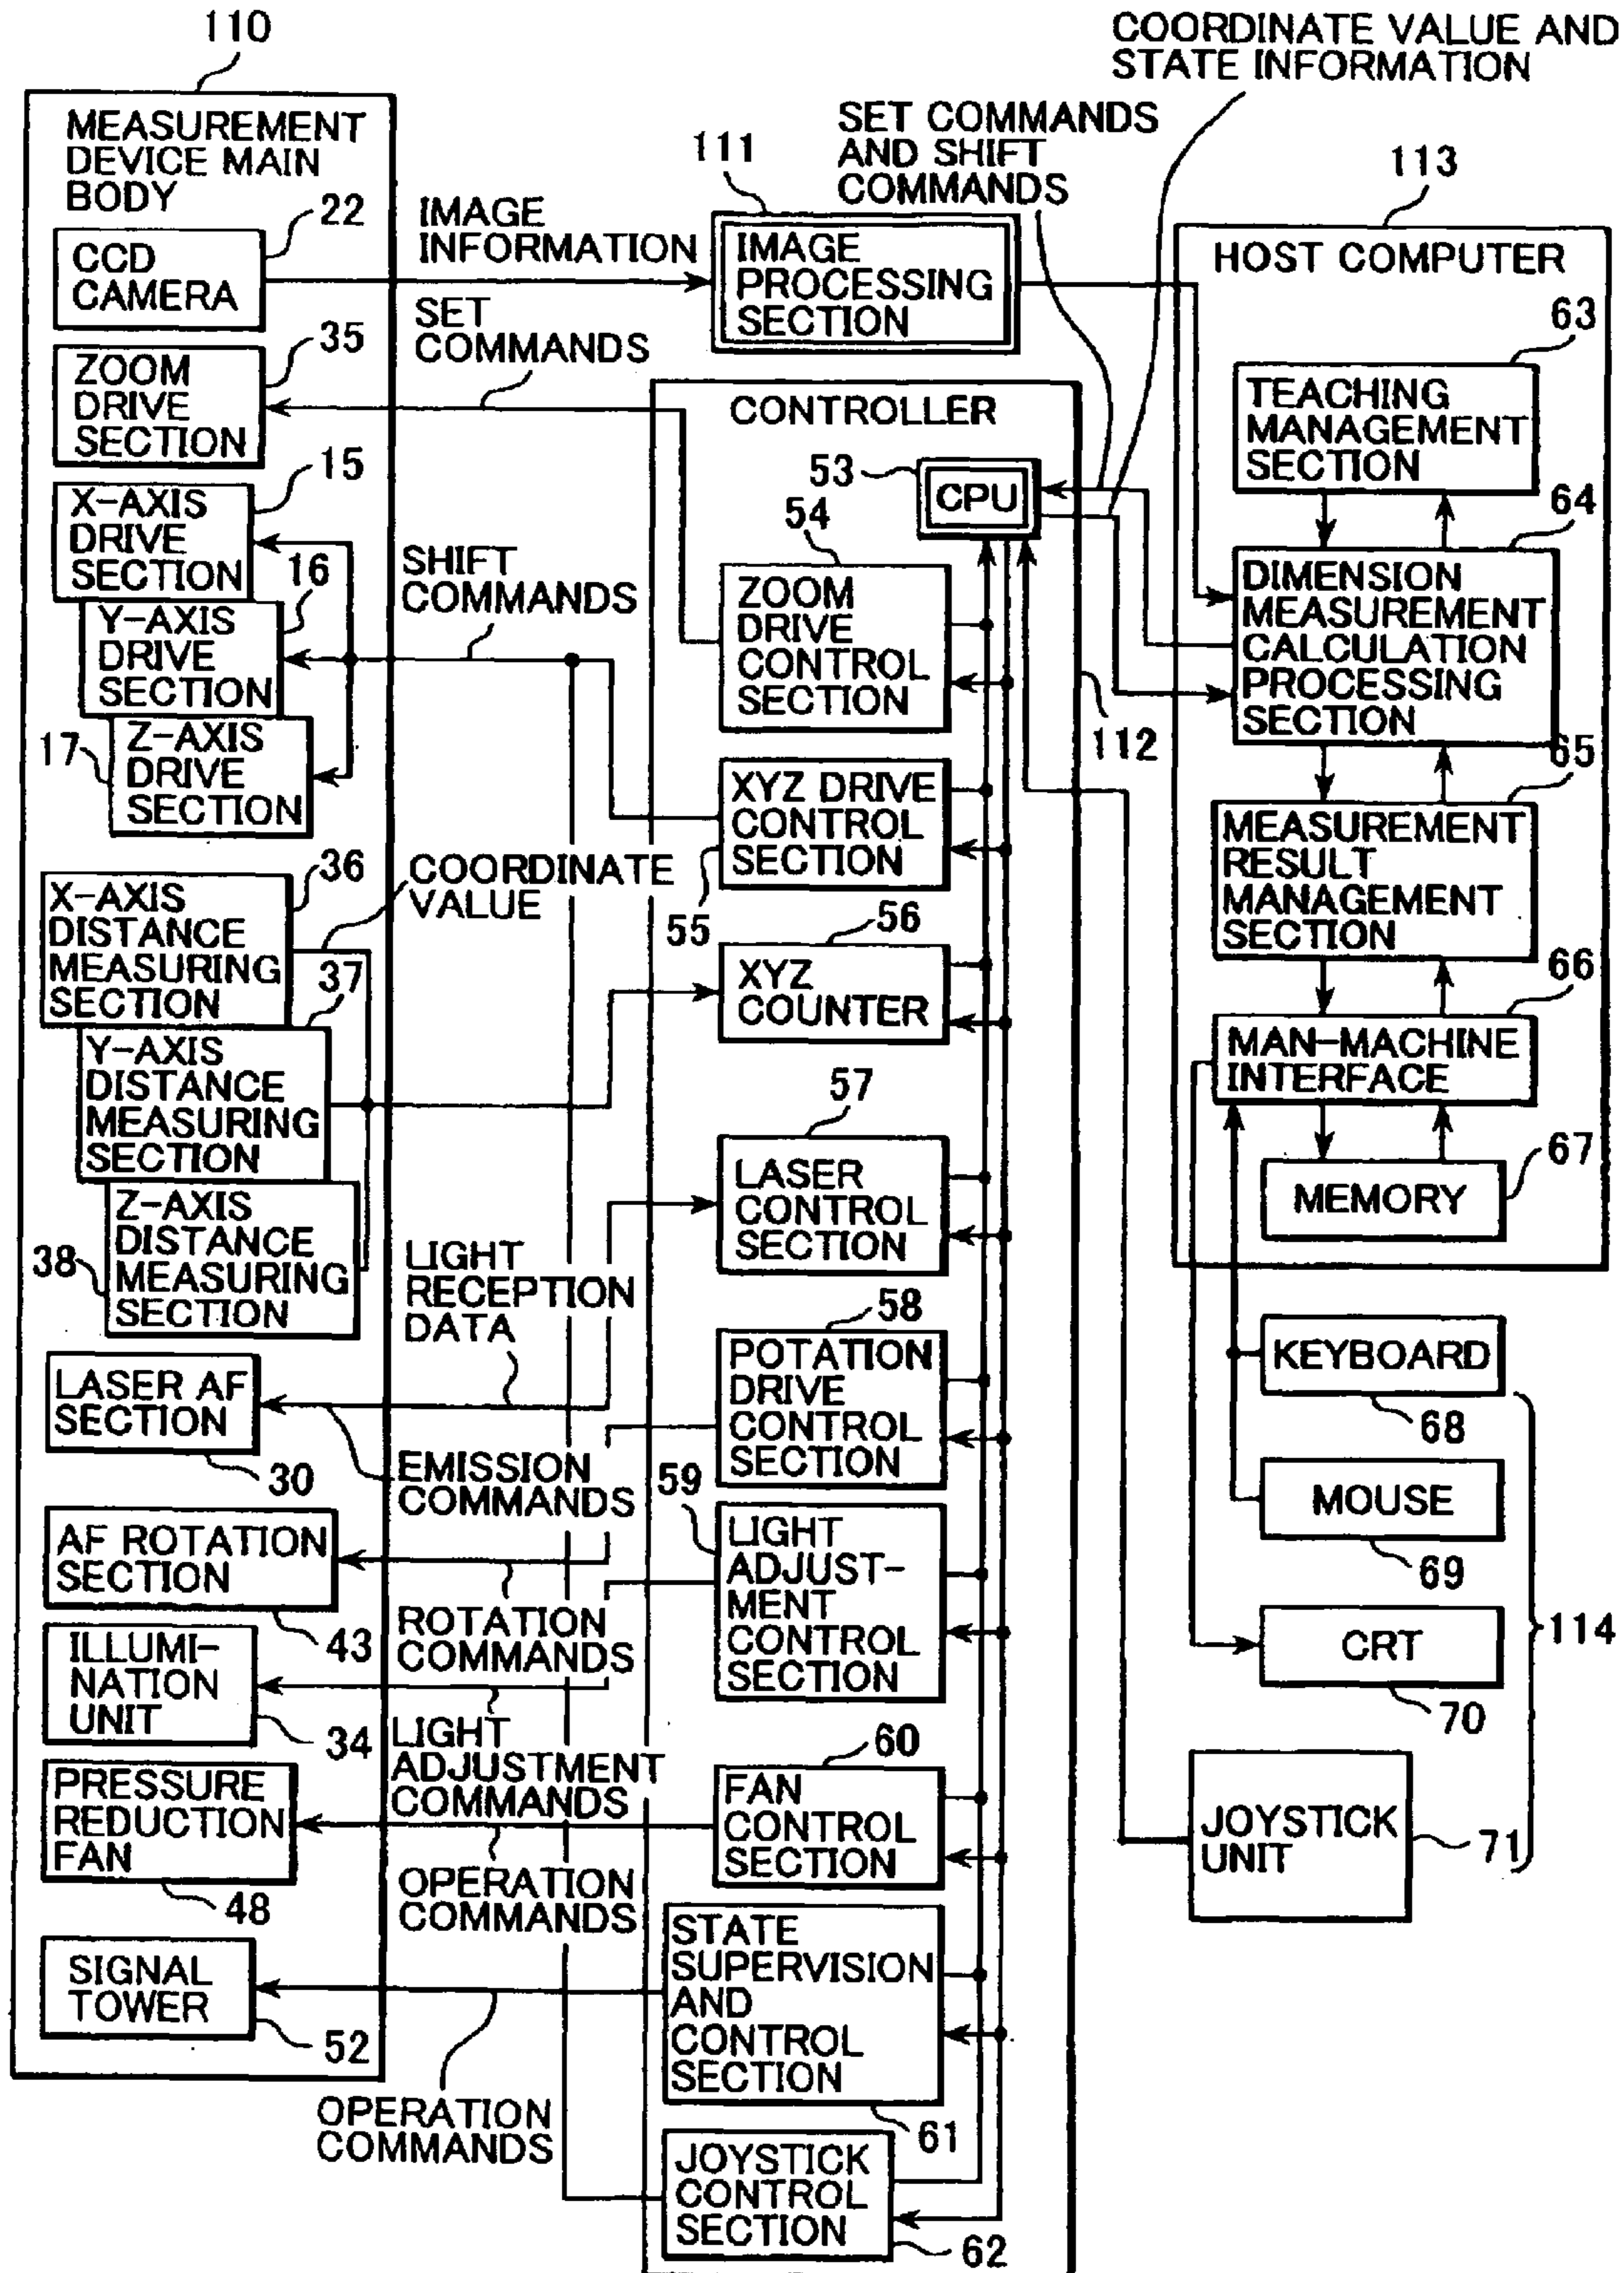 110
COORDINATE VALUE AND
STATE INFORMATION
MEASUREMENT
DEVICE MAIN
BODY
22
CCD
CAMERA
35
ZOOM
DRIVE
SECTION
15
X-AXIS
DRIVE
SECTION
16
Y-AXIS
DRIVE
SECTION
17
Z-AXIS
DRIVE
SECTION
36
X-AXIS
DISTANCE
MEASURING
SECTION
37
Y-AXIS
DISTANCE
MEASURING
SECTION
38
Z-AXIS
DISTANCE
MEASURING
SECTION
LASER AF
SECTION
30
AF ROTATION
SECTION
43
ILLUMI-
NATION
UNIT
34
PRESSURE
REDUCTION
FAN
48
SIGNAL
TOWER
52
IMAGE
INFORMATION
SET
COMMANDS
SHIFT
COMMANDS
COORDINATE
VALUE
LIGHT
RECEPTION
DATA
EMISSION
COMMANDS
ROTATION
COMMANDS
LIGHT
ADJUSTMENT
COMMANDS
OPERATION
COMMANDS
OPERATION
COMMANDS
111
IMAGE
PROCESSING
SECTION
SET COMMANDS
AND SHIFT
COMMANDS
CONTROLLER
53
CPU
54
ZOOM
DRIVE
CONTROL
SECTION
112
XYZ DRIVE
CONTROL
SECTION
55
56
XYZ
COUNTER
57
LASER
CONTROL
SECTION
58
POTATION
DRIVE
CONTROL
SECTION
59
LIGHT
ADJUST-
MENT
CONTROL
SECTION
60
FAN
CONTROL
SECTION
STATE
SUPERVISION
AND
CONTROL
SECTION
61
JOYSTICK
CONTROL
SECTION
62
113
HOST COMPUTER
63
TEACHING
MANAGEMENT
SECTION
64
DIMENSION
MEASUREMENT
CALCULATION
PROCESSING
SECTION
65
MEASUREMENT
RESULT
MANAGEMENT
SECTION
66
MAN-MACHINE
INTERFACE
67
MEMORY
KEYBOARD
68
MOUSE
69
CRT
70
114
JOYSTICK
UNIT
71